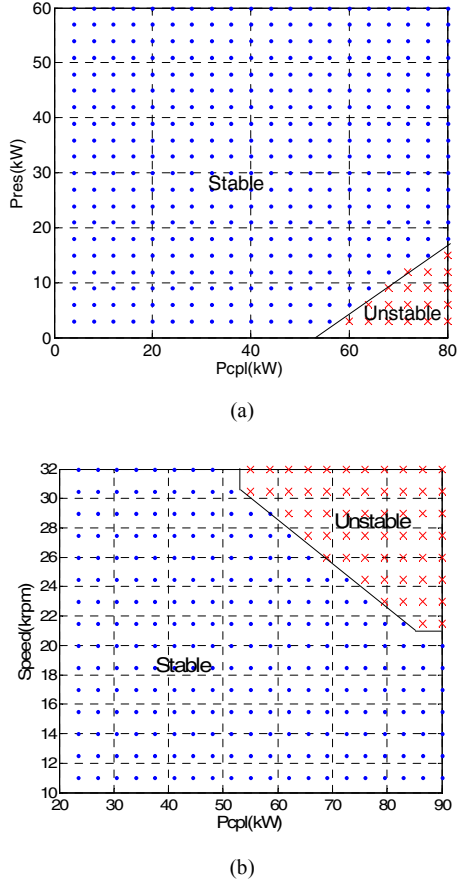 60
50
40
30
20
10
0
Pres(kW)
Stable
Unstable
0 20 40 60 80
Pcpl(kW)
(a)
32
30
28
26
24
22
20
18
16
14
12
10
Speed(krpm)
Unstable
Stable
20 30 40 50 60 70 80 90
Pcpl(kW)
(b)